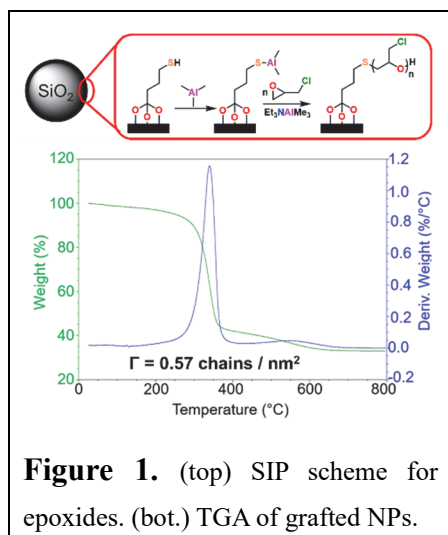 SiO2
SH
Al
S
Al
n
O
Cl
Et3NAlMe3
S
Cl
O
H
n
O O O
O O O
O O O
120
100
80
60
40
20
Weight (%)
1.2
1.0
0.8
0.6
0.4
0.2
0.0
-0.2
Deriv. Weight (%/°C)
Γ = 0.57 chains / nm2
0
200
400
600
800
Temperature (°C)
Figure 1. (top) SIP scheme for
epoxides. (bot.) TGA of grafted NPs.